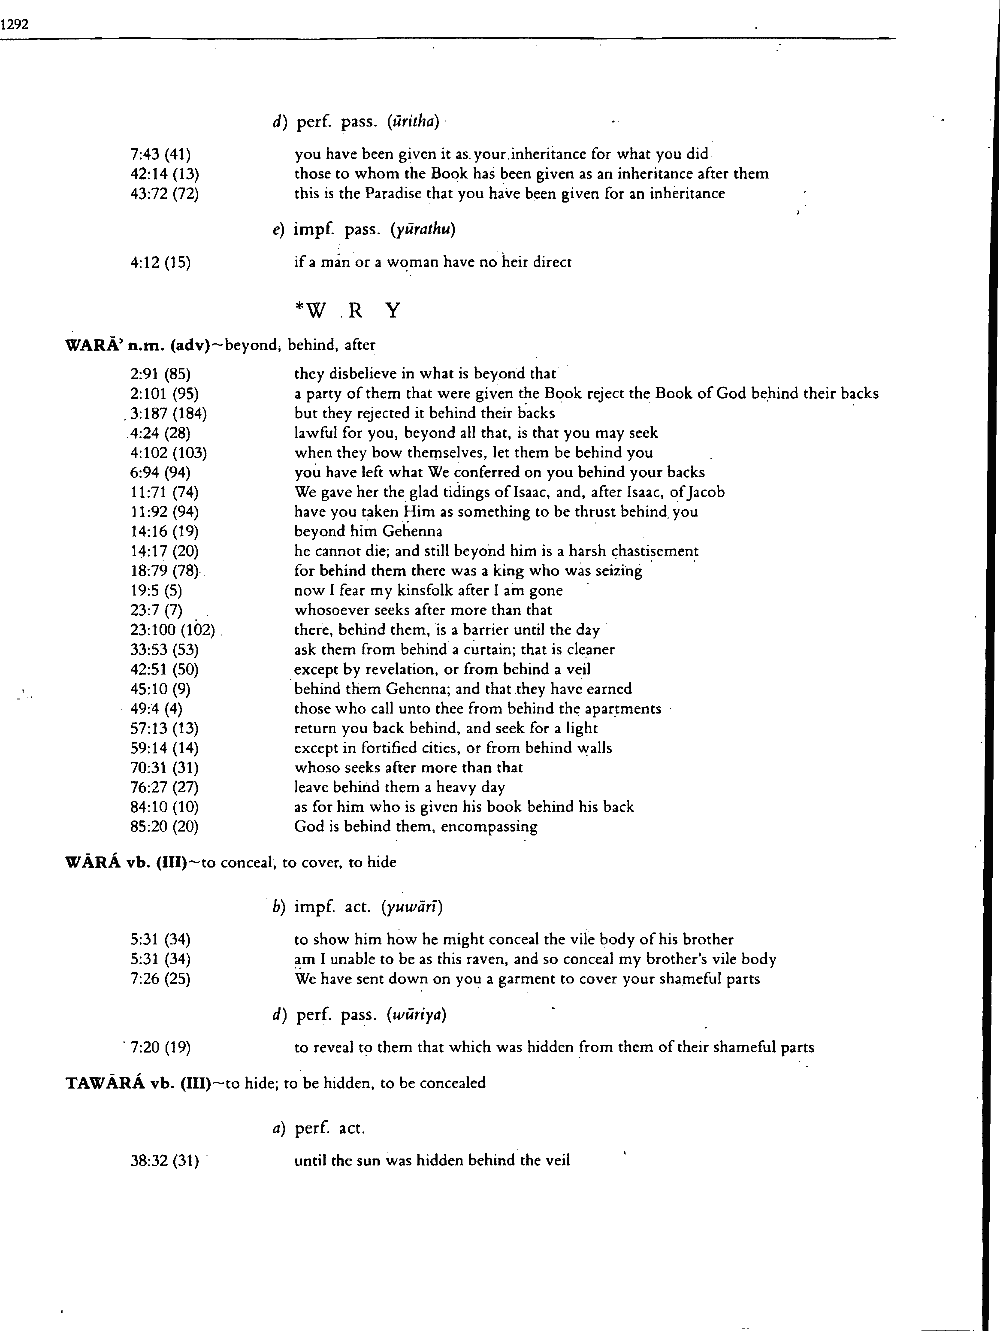 1292
d) perf. pass. (ūritha)
7:43 (41) you have been given it as your inheritance for what you did
42:14 (13) those to whom the Book has been given as an inheritance after them
43:72 (72) this is the Paradise that you have been given for an inheritance
e) impf. pass. (yūrathu)
4:12 (15) if a man or a woman have no heir direct
*W R Y
WARĀ' n.m. (adv)~beyond, behind, after
2:91 (85) they disbelieve in what is beyond that
2:101 (95) a party of them that were given the Book reject the Book of God behind their backs
3:187 (184) but they rejected it behind their backs
4:24 (28) lawful for you, beyond all that, is that you may seek
4:102 (103) when they bow themselves, let them be behind you
6:94 (94) you have left what We conferred on you behind your backs
11:71 (74) We gave her the glad tidings of Isaac, and, after Isaac, of Jacob
11:92 (94) have you taken Him as something to be thrust behind you
14:16 (19) beyond him Gehenna
14:17 (20) he cannot die; and still beyond him is a harsh chastisement
18:79 (78) for behind them there was a king who was seizing
19:5 (5) now I fear my kinsfolk after I am gone
23:7 (7) whosoever seeks after more than that
23:100 (102) there, behind them, is a barrier until the day
33:53 (53) ask them from behind a curtain; that is cleaner
42:51 (50) except by revelation, or from behind a veil
45:10 (9) behind them Gehenna; and that they have earned
49:4 (4) those who call unto thee from behind the apartments
57:13 (13) return you back behind, and seek for a light
59:14 (14) except in fortified cities, or from behind walls
70:31 (31) whoso seeks after more than that
76:27 (27) leave behind them a heavy day
84:10 (10) as for him who is given his book behind his back
85:20 (20) God is behind them, encompassing
WĀRÁ vb. (III)~to conceal, to cover, to hide
b) impf. act. (yuwārī)
5:31 (34) to show him how he might conceal the vile body of his brother
5:31 (34) am I unable to be as this raven, and so conceal my brother's vile body
7:26 (25) We have sent down on you a garment to cover your shameful parts
d) perf. pass. (wūriya)
7:20 (19) to reveal to them that which was hidden from them of their shameful parts
TAWĀRÁ vb. (III)~to hide; to be hidden, to be concealed
a) perf. act.
38:32 (31) until the sun was hidden behind the veil